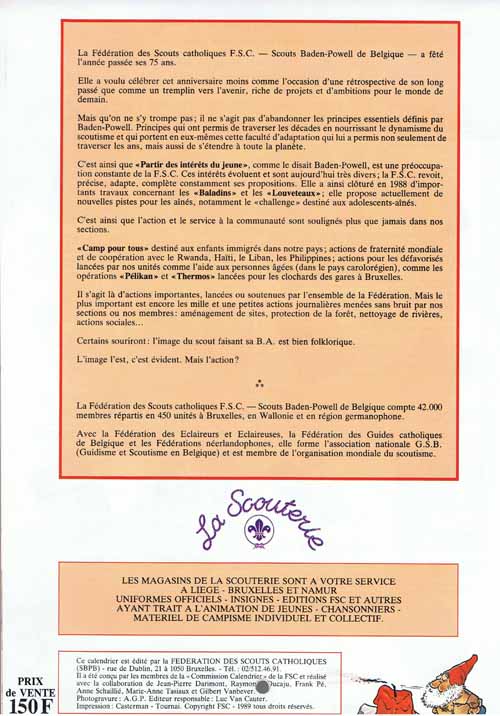 La Fédération des Scouts catholiques F.S.C. — Scouts Baden-Powell de Belgique — a fêté
l'année passée ses 75 ans.
Elle a voulu célébrer cet anniversaire moins comme l'occasion d'une rétrospective de son long
passé que comme un tremplin vers l'avenir, riche de projets et d'ambitions pour le monde de
demain.
Mais qu'on ne s'y trompe pas ; il ne s'agit pas d'abandonner les principes essentiels définis par
Baden-Powell. Principes qui ont permis de traverser les décades en nourrissant le dynamisme du
scoutisme et qui portent en eux-mêmes cette faculté d'adaptation qui lui a permis non seulement de
traverser les ans, mais aussi de s'étendre à toute la planète.
C'est ainsi que «Partir des intérêts du jeune», comme le disait Baden-Powell, est une préoccupa-
tion constante de la F.S.C. Ces intérêts évoluent et sont aujourd'hui très divers ; la F.S.C. revoit,
précise, adapte, complète constamment ses propositions. Elle a ainsi clôturé en 1988 d'impor-
tants travaux concernant les «Baladins» et les «Louveteaux» ; elle propose actuellement de
nouvelles pistes pour les aînés, notamment le «challenge» destiné aux adolescents-aînés.
C'est ainsi que l'action et le service à la communauté sont soulignés plus que jamais dans nos
sections.
«Camp pour tous» destiné aux enfants immigrés dans notre pays ; actions de fraternité mondiale
et de coopération avec le Rwanda, Haïti, le Liban, les Philippines ; actions pour les défavorisés
lancées par nos unités comme l'aide aux personnes âgées (dans le pays carolorégien), comme les
opérations «Pélikan» et «Thermos» lancées pour les clochards des gares à Bruxelles.
Il s'agit là d'actions importantes, lancées ou soutenues par l'ensemble de la Fédération. Mais le
plus important est encore les mille et une petites actions journalières menées sans bruit par nos
sections ou nos membres : aménagement de sites, protection de la forêt, nettoyage de rivières,
actions sociales...
Certains souriront : l'image du scout faisant sa B.A. est bien folklorique.
L'image l'est, c'est évident. Mais l'action ?
La Fédération des Scouts catholiques F.S.C. — Scouts Baden-Powell de Belgique compte 42.000
membres répartis en 450 unités à Bruxelles, en Wallonie et en région germanophone.
Avec la Fédération des Eclaireurs et Eclaireuses, la Fédération des Guides catholiques
de Belgique et les Fédérations néerlandophones, elle forme l'association nationale G.S.B.
(Guidisme et Scoutisme en Belgique) et est membre de l'organisation mondiale du scoutisme.
La Scouterie
LES MAGASINS DE LA SCOUTERIE SONT A VOTRE SERVICE
A LIEGE - BRUXELLES ET NAMUR
UNIFORMES OFFICIELS - INSIGNES - EDITIONS FSC ET AUTRES
AYANT TRAIT A L'ANIMATION DE JEUNES - CHANSONNIERS -
MATERIEL DE CAMPISME INDIVIDUEL ET COLLECTIF.
Ce calendrier est édité par la FEDERATION DES SCOUTS CATHOLIQUES
(SBPB) - rue de Dublin, 21 à 1050 Bruxelles. - Tél. : 02/512.46.91.
Il a été conçu par les membres de la «Commission Calendrier» de la FSC et réalisé
avec la collaboration de Jean-Pierre Darimont, Raymond Ducaju, Frank Pé,
Anne Schaillié, Marie-Anne Tasiaux et Gilbert Vanbever.
Photogravure : A.G.P. Editeur responsable : Luc Van Cauter.
Impression : Casterman - Tournai. Copyright FSC - 1989 tous droits réservés.
PRIX
de VENTE
150 F